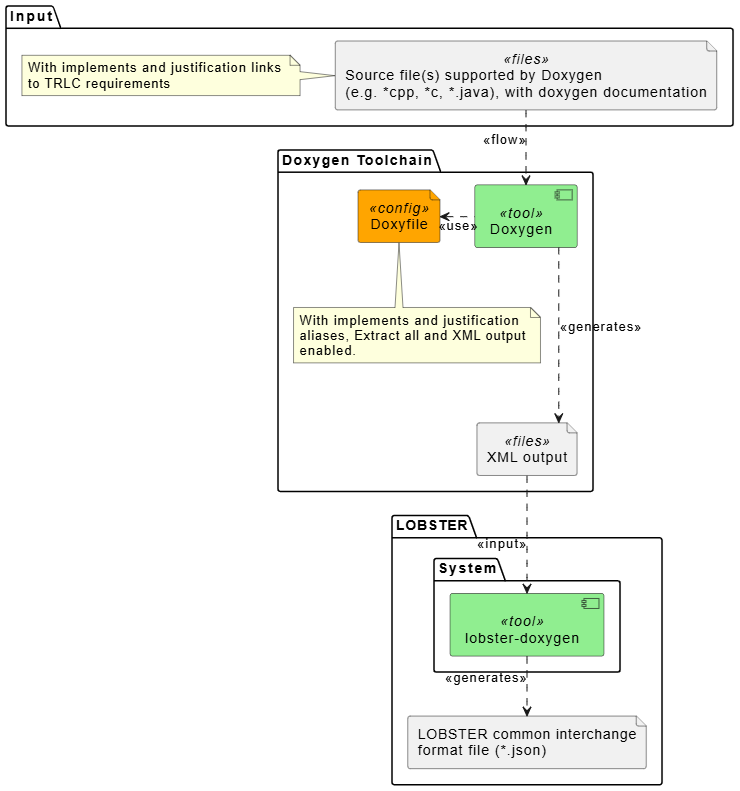 Input
With implements and justification links
to TRLC requirements
«files»
Source file(s) supported by Doxygen
(e.g. *cpp, *c, *.java), with doxygen documentation
«flow»
Doxygen Toolchain
«config»
Doxyfile
«use»
«tool»
Doxygen
With implements and justification
aliases, Extract all and XML output
enabled.
«generates»
«files»
XML output
LOBSTER
«input»
System
«tool»
lobster-doxygen
«generates»
LOBSTER common interchange
format file (*.json)